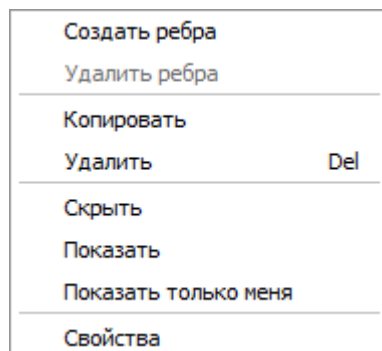 Создать ребра
Удалить ребра
Копировать
Удалить Del
Скрыть
Показать
Показать только меня
Свойства